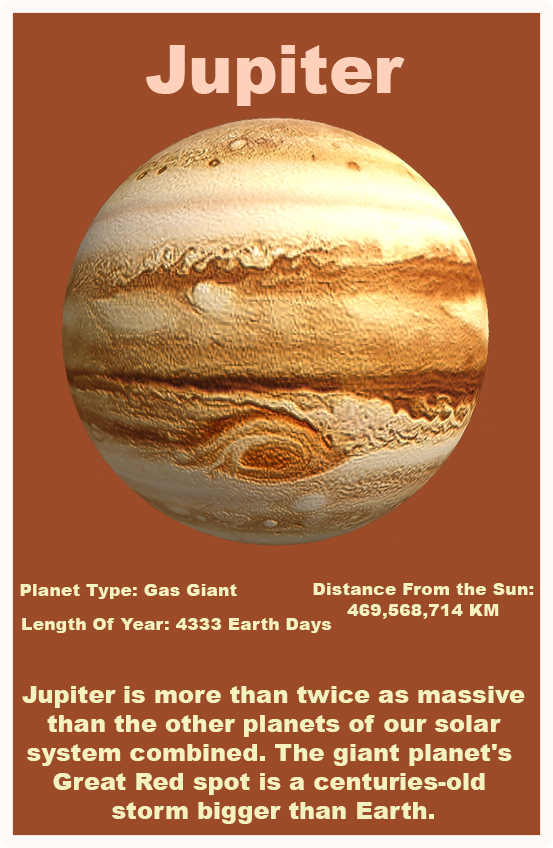 Jupiter
Planet Type: Gas Giant
Distance From the Sun:
469,568,714 KM
Length Of Year: 4333 Earth Days
Jupiter is more than twice as massive
than the other planets of our solar
system combined. The giant planet's
Great Red spot is a centuries-old
storm bigger than Earth.